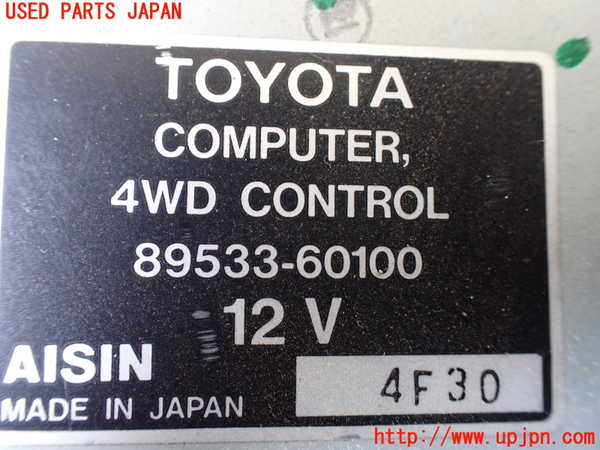 USED PARTS JAPAN
TOYOTA
COMPUTER,
4WD CONTROL
89533-60100
12 V
AISIN
4F30
MADE IN JAPAN
http://www.upjpn.com